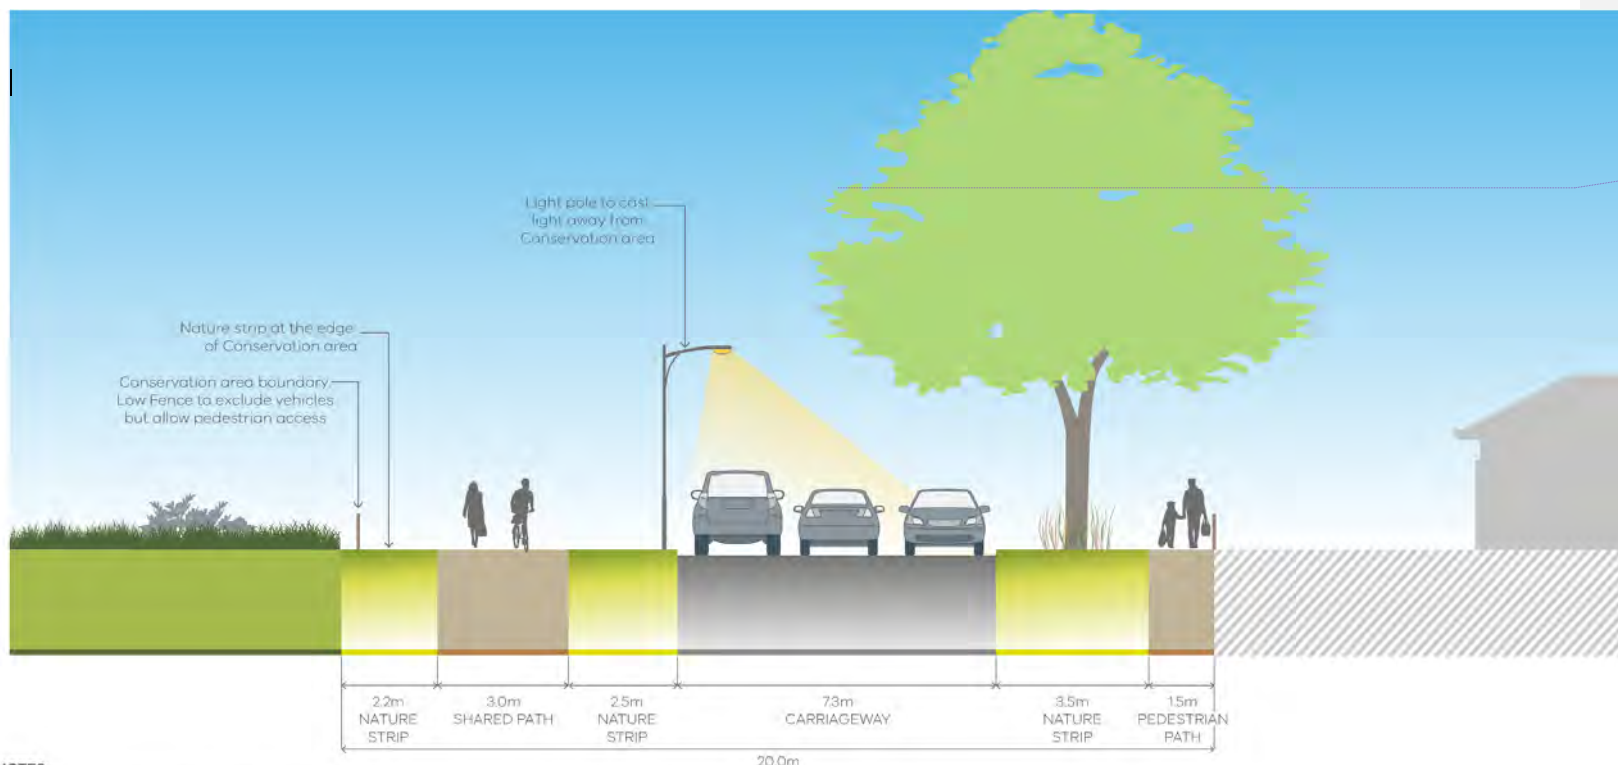 Light pole to cast
light away from
Conservation area
Nature strip at the edge
of Conservation area
Conservation area boundary
Low Fence to exclude vehicles
but allow pedestrian access
2.2m
NATURE
STRIP
3.0m
SHARED PATH
2.5m
NATURE
STRIP
7.3m
CARRIAGEWAY
3.5m
NATURE
STRIP
1.5m
PEDESTRIAN
PATH
20.0m